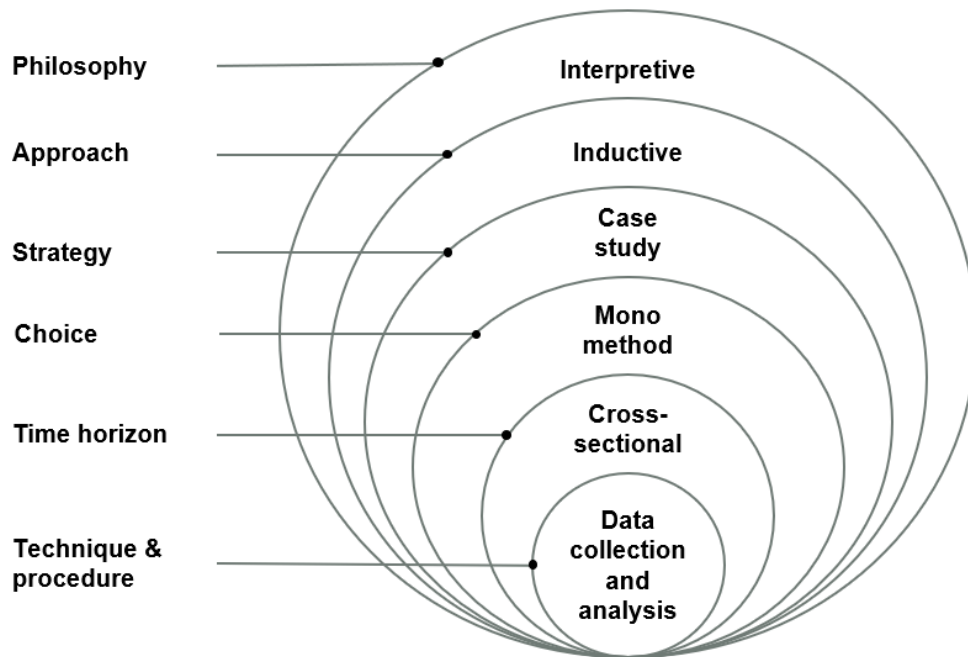 Philosophy
Interpretive
Approach
Inductive
Strategy
Case
study
Choice
Mono
method
Time horizon
Cross-
sectional
Technique &
procedure
Data
collection
and
analysis